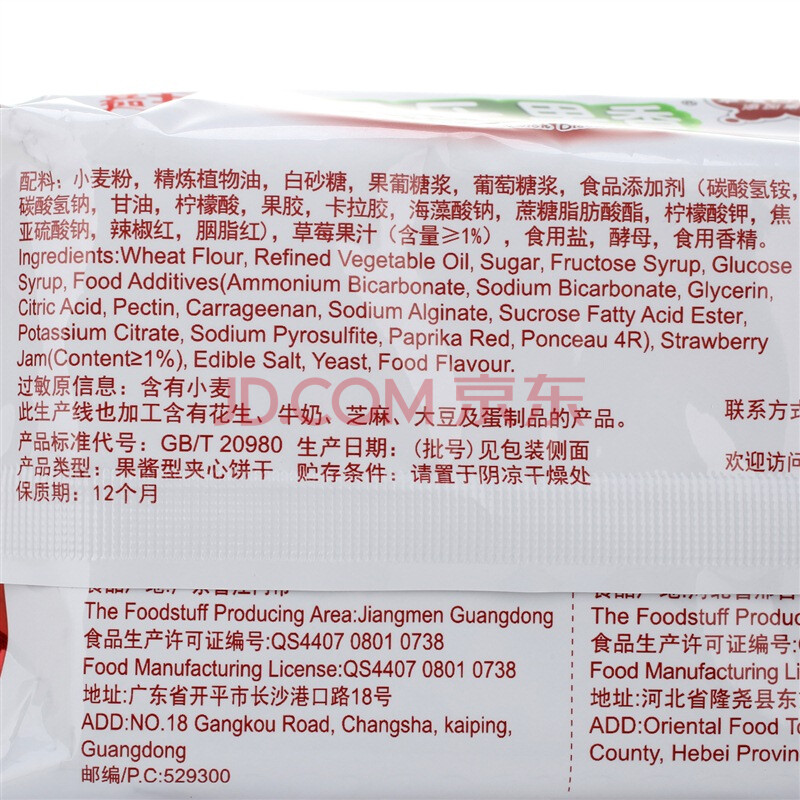 配料：小麦粉，精炼植物油，白砂糖，果葡糖浆，葡萄糖浆，食品添加剂（碳酸氢铵，
碳酸氢钠，甘油，柠檬酸，果胶，卡拉胶，海藻酸钠，蔗糖脂肪酸酯，柠檬酸钾，焦
亚硫酸钠，辣椒红，胭脂红)，草莓果汁（含量≥1%），食用盐，酵母，食用香精。
Ingredients:Wheat Flour, Refined Vegetable Oil, Sugar, Fructose Syrup, Glucose
Syrup, Food Additives(Ammonium Bicarbonate, Sodium Bicarbonate, Glycerin,
Citric Acid, Pectin, Carrageenan, Sodium Alginate, Sucrose Fatty Acid Ester,
Potassium Citrate, Sodium Pyrosulfite, Paprika Red, Ponceau 4R), Strawberry
Jam(Content≥1%), Edible Salt, Yeast, Food Flavour.
过敏原信息：含有小麦
此生产线也加工含有花生、牛奶、芝麻、大豆及蛋制品的产品。
联系方式
产品标准代号：GB/T 20980 生产日期：(批号)见包装侧面
产品类型：果酱型夹心饼干 贮存条件：请置于阴凉干燥处
欢迎访问
保质期：12个月
JD.COM 京东
The Foodstuff Producing Area:Jiangmen Guangdong
食品生产许可证编号:QS4407 0801 0738
Food Manufacturing License:QS4407 0801 0738
地址:广东省开平市长沙港口路18号
ADD:NO.18 Gangkou Road, Changsha, kaiping,
Guangdong
邮编/P.C:529300
The Foodstuff Producing
食品生产许可证编号:
Food Manufacturing Li
地址:河北省隆尧县东
ADD:Oriental Food To
County, Hebei Provin